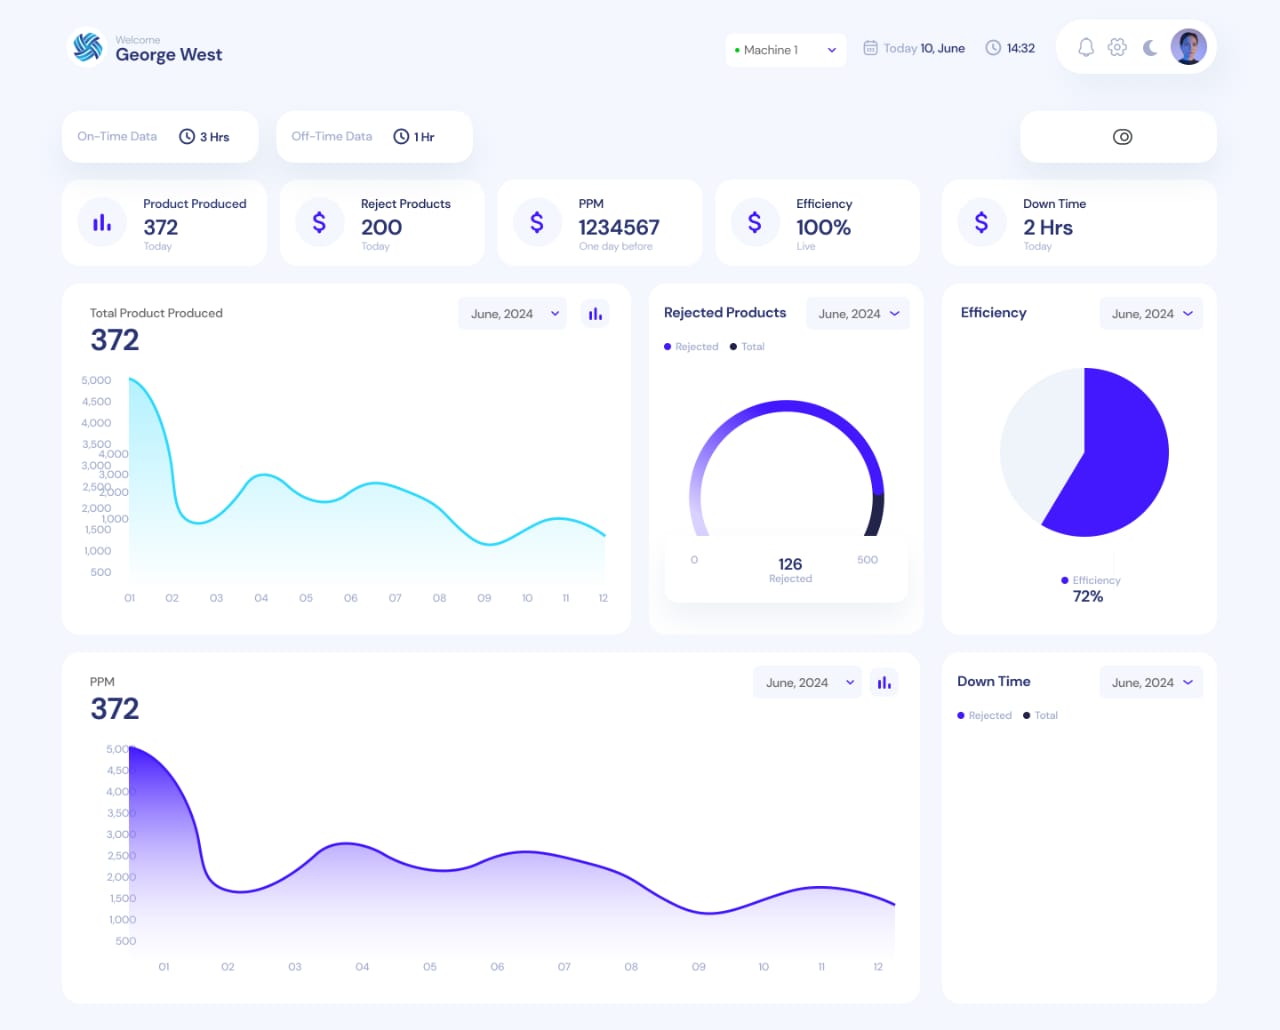 Welcome
George West
Machine 1
Today 10, June
14:32
On-Time Data 3 Hrs
Off-Time Data 1 Hr
Product Produced
372
Today
Reject Products
200
Today
PPM
1234567
One day before
Efficiency
100%
Live
Down Time
2 Hrs
Today
Total Product Produced
372
June, 2024
5,000
4,500
4,000
3,500
4,000
3,000
3,000
2,500
2,000
2,000
1,000
1,500
1,000
500
01 02 03 04 05 06 07 08 09 10 11 12
Rejected Products
June, 2024
Rejected Total
0
500
126
Rejected
Efficiency
June, 2024
Efficiency
72%
PPM
372
June, 2024
5,000
4,500
4,000
3,500
3,000
2,500
2,000
1,500
1,000
500
01 02 03 04 05 06 07 08 09 10 11 12
Down Time
June, 2024
Rejected Total